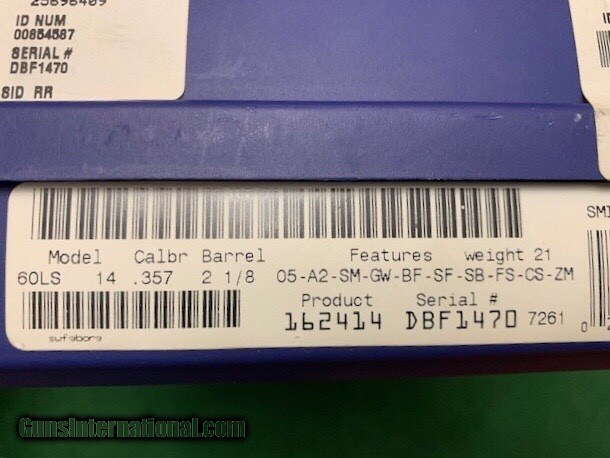 ID NUM
00854587
SERIAL #
DBF1470
SID RR
Model Calbr Barrel Features weight 21
60LS 14 .357 2 1/8 05-A2-SM-GW-BF-SF-SB-FS-CS-ZM
Product Serial #
162414 DBF1470 7261
GunsInternational.com